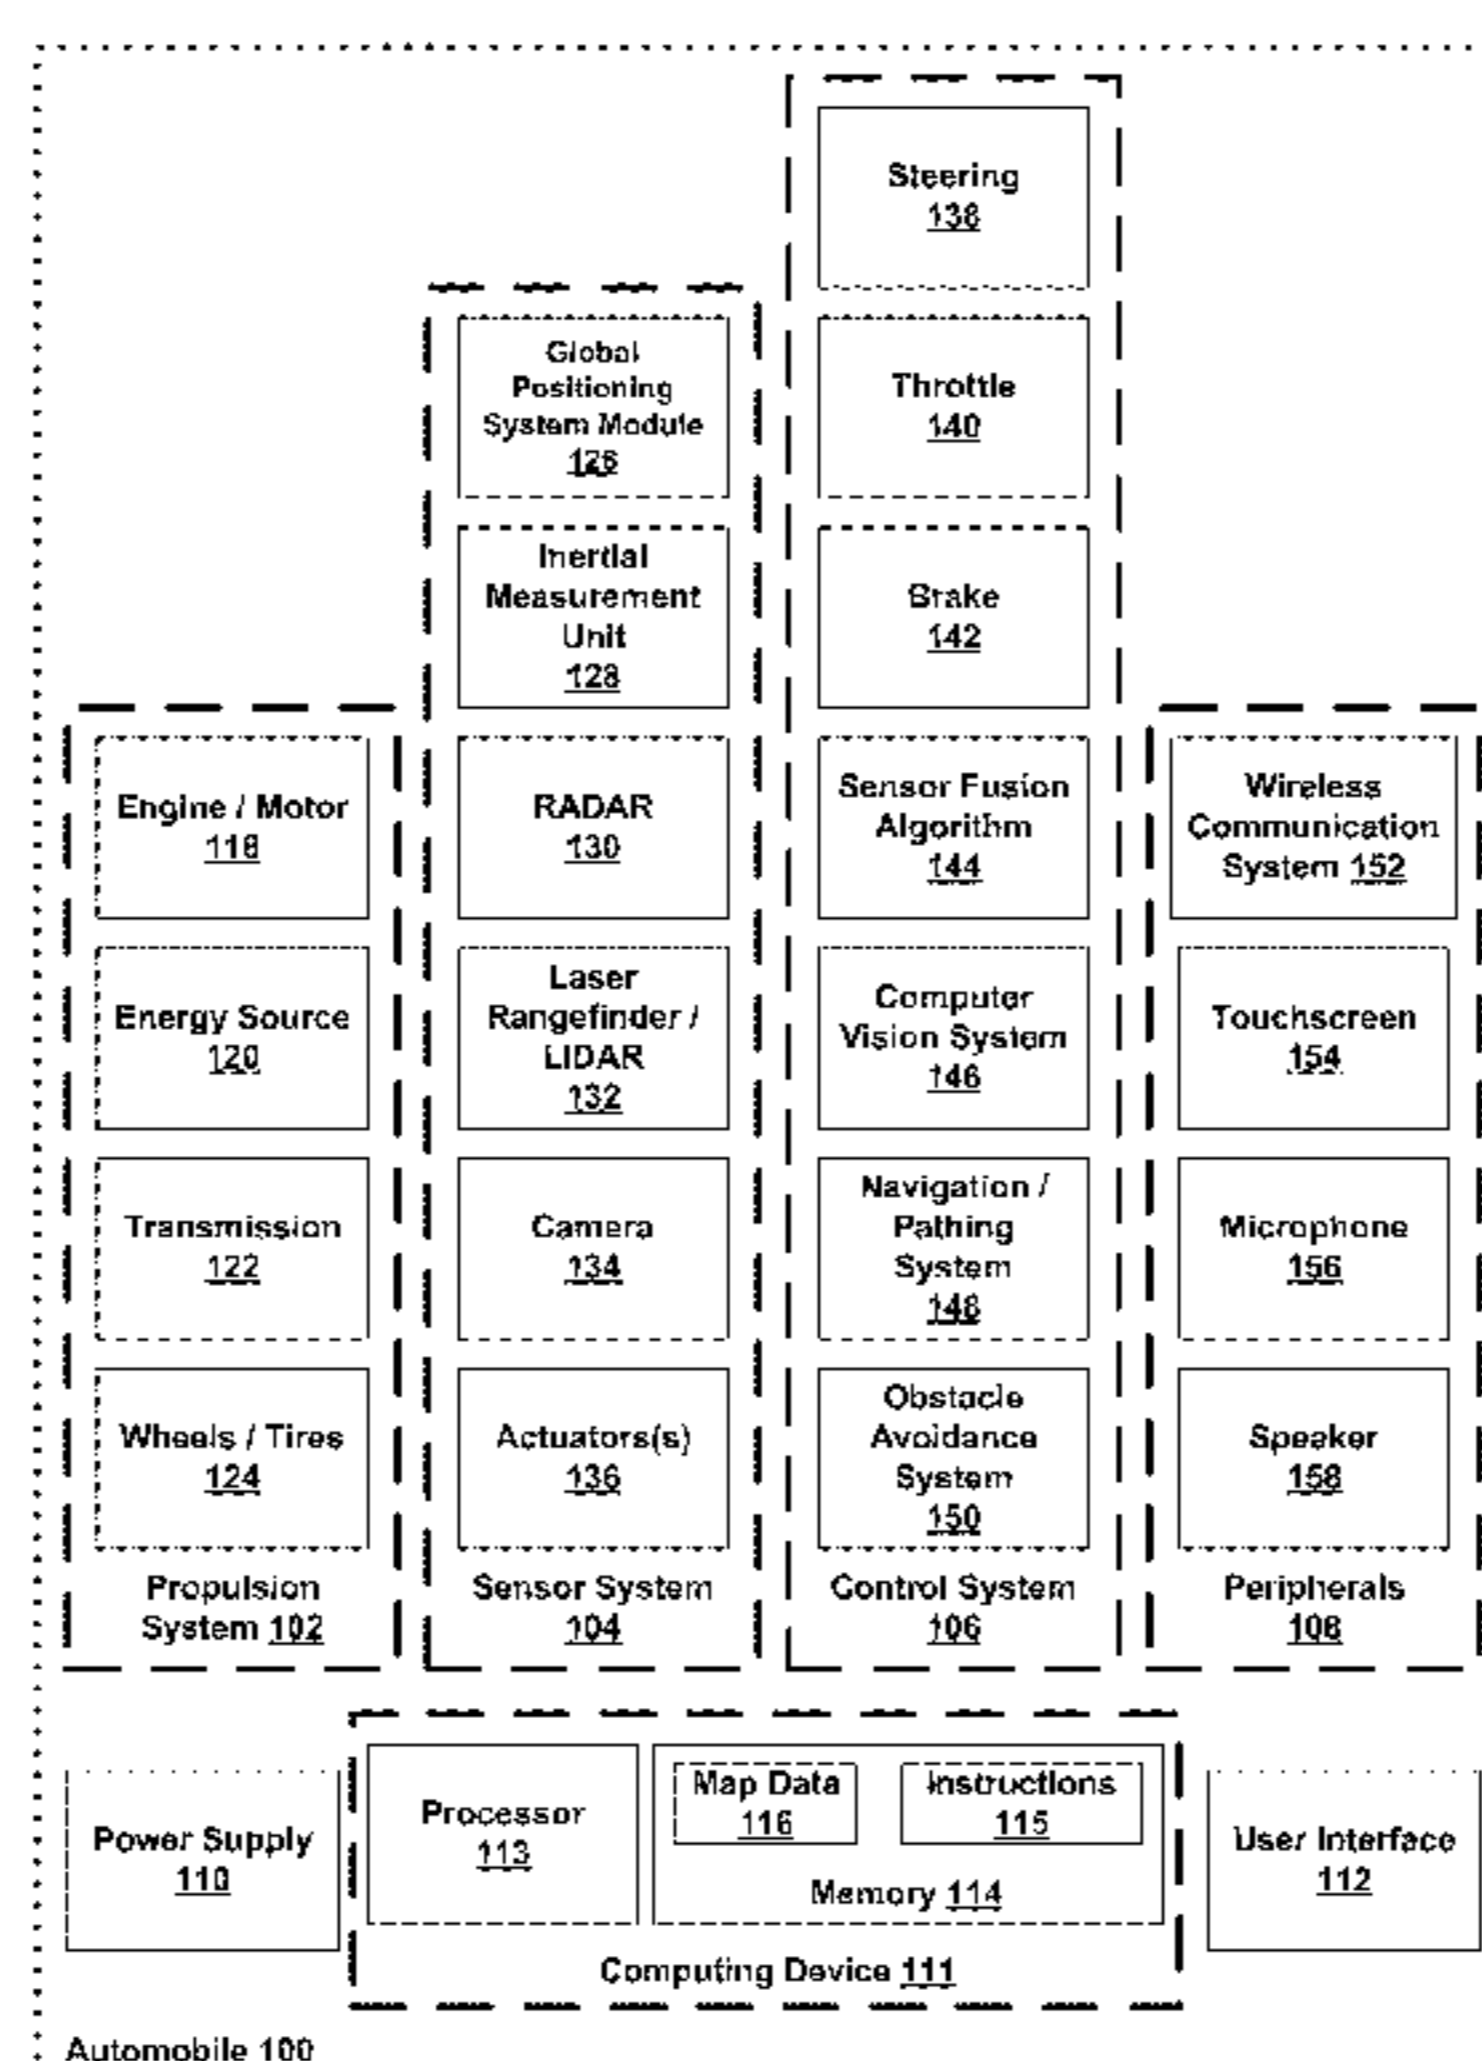 Steering
138
Global
Positioning
System Module
126
Throttle
140
Inertial
Measurement
Unit
128
Brake
142
Engine / Motor
118
RADAR
130
Sensor Fusion
Algorithm
144
Wireless
Communication
System 152
Energy Source
120
Laser
Rangefinder /
LIDAR
132
Computer
Vision System
146
Touchscreen
154
Transmission
122
Camera
134
Navigation /
Pathing
System
148
Microphone
156
Wheels / Tires
124
Actuators(s)
136
Obstacle
Avoidance
System
150
Speaker
158
Propulsion
System 102
Sensor System
104
Control System
106
Peripherals
108
Power Supply
110
Processor
113
Map Data
116
Instructions
115
Memory 114
Computing Device 111
User Interface
112
Automobile 100